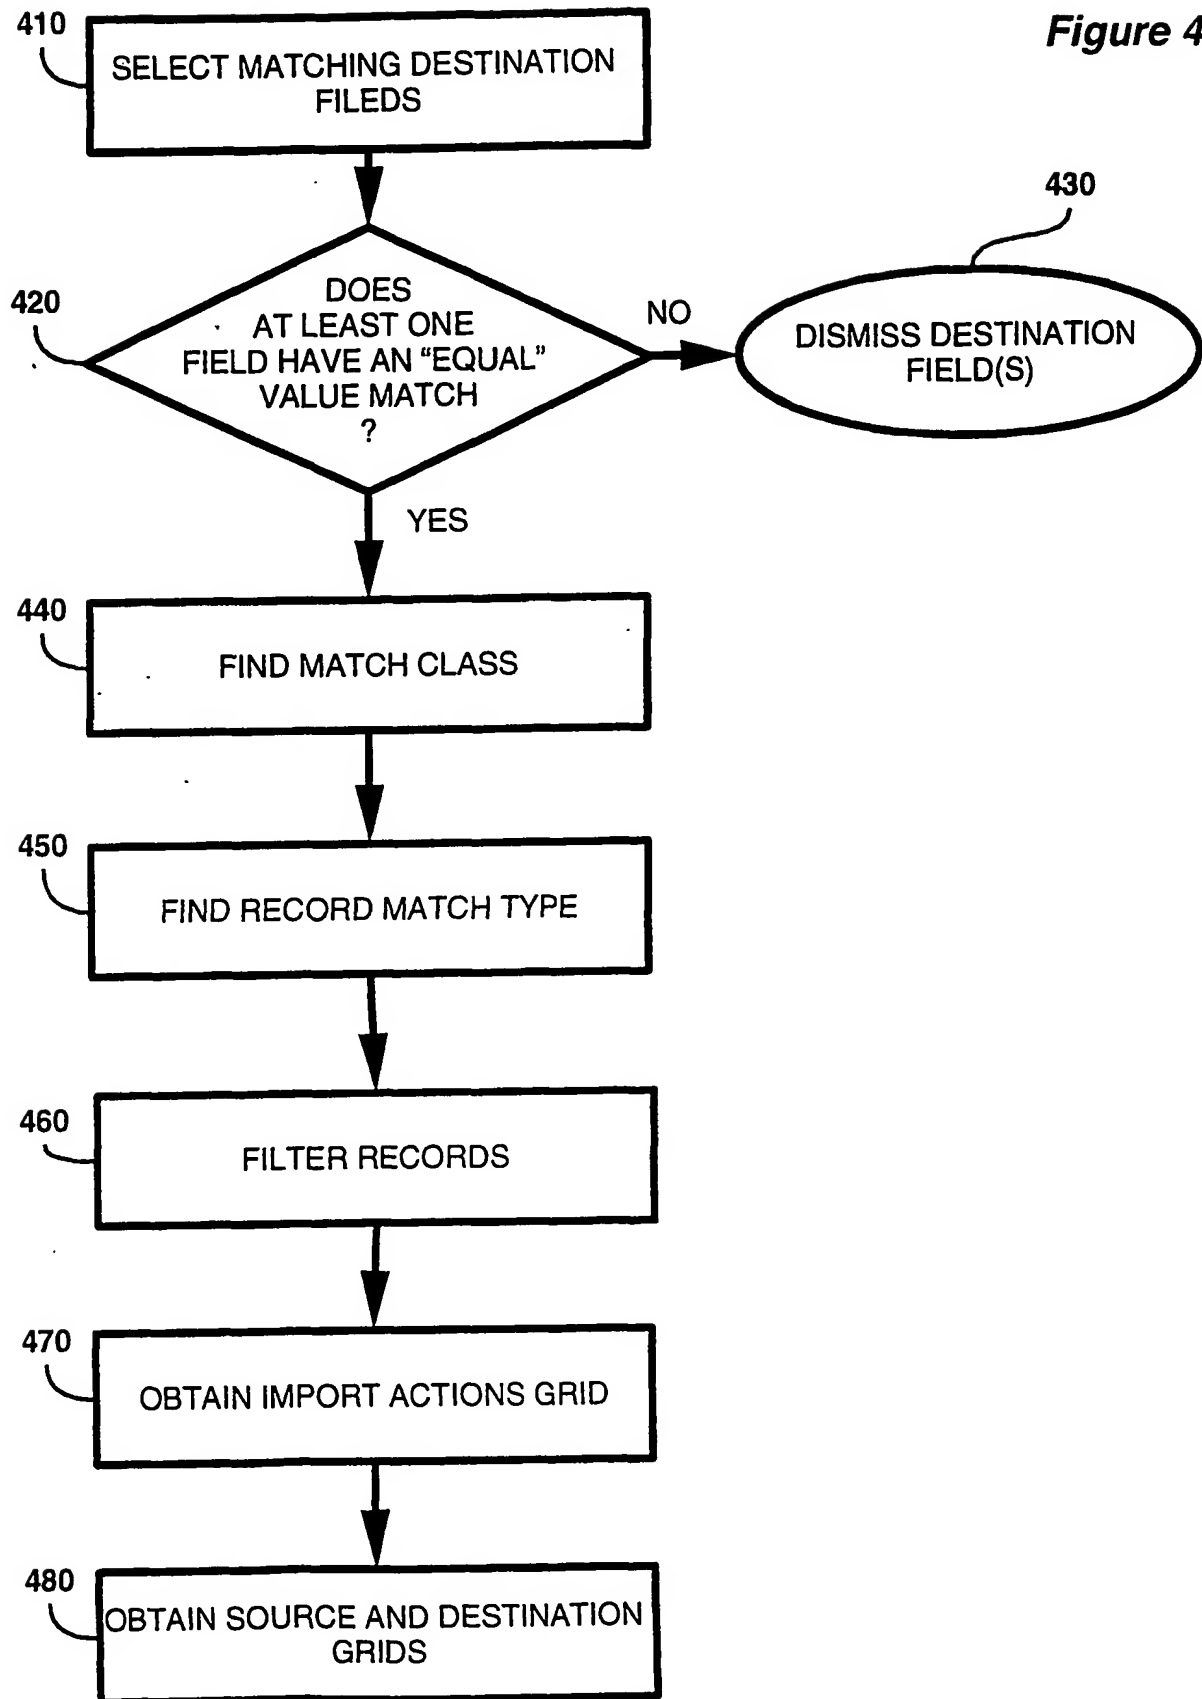 410
Figure 4
SELECT MATCHING DESTINATION
FILEDS
430
420
DOES
AT LEAST ONE
FIELD HAVE AN “EQUAL”
VALUE MATCH
?
NO
DISMISS DESTINATION
FIELD(S)
YES
440
FIND MATCH CLASS
450
FIND RECORD MATCH TYPE
460
FILTER RECORDS
470
OBTAIN IMPORT ACTIONS GRID
480
OBTAIN SOURCE AND DESTINATION
GRIDS